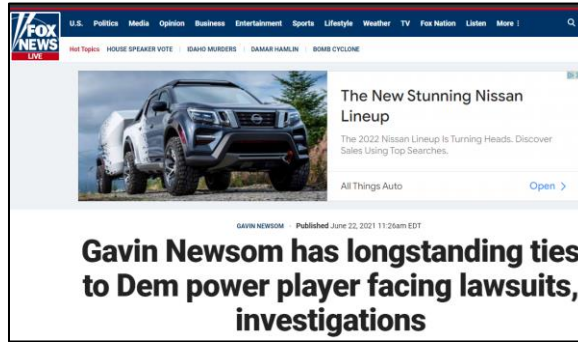 FOX
NEWS
LIVE
U.S. Politics Media Opinion Business Entertainment Sports Lifestyle Weather TV Fox Nation Listen More
Hot Topics HOUSE SPEAKER VOTE IDAHO MURDERS DAMAR HAMLIN BOMB CYCLONE
The New Stunning Nissan
Lineup
The 2022 Nissan Lineup Is Turning Heads. Discover
Sales Using Top Searches.
All Things Auto
Open >
GAVIN NEWSOM · Published June 22, 2021 11:26am EDT
Gavin Newsom has longstanding ties
to Dem power player facing lawsuits,
investigations